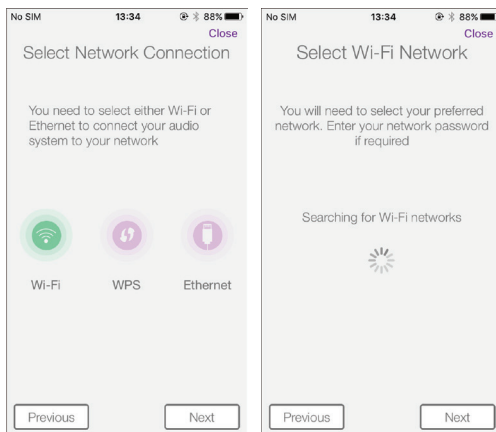 No SIM 13:34 88%
Close
Select Network Connection
You need to select either Wi-Fi or
Ethernet to connect your audio
system to your network
Wi-Fi WPS Ethernet
Previous Next
No SIM 13:34 88%
Close
Select Wi-Fi Network
You will need to select your preferred
network. Enter your network password
if required
Searching for Wi-Fi networks
Previous Next